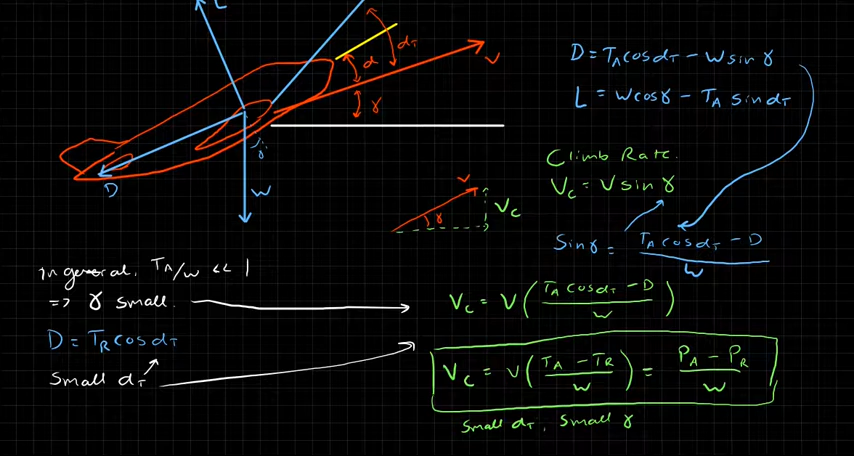 L
α_T
α
V
γ
D
W
D = T_A cos α_T − W sin γ
L = W cos γ − T_A sin α_T
Climb Rate.
V_C = V sin γ
V
γ
V_C
Sin γ = (T_A cos α_T − D) / W
In general, T_A/W << 1
=> γ small.
V_C = V ( (T_A cos α_T − D) / W )
D = T_R cos α_T
Small α_T
V_C = V ( (T_A − T_R) / W ) = (P_A − P_R) / W
Small α_T, Small γ